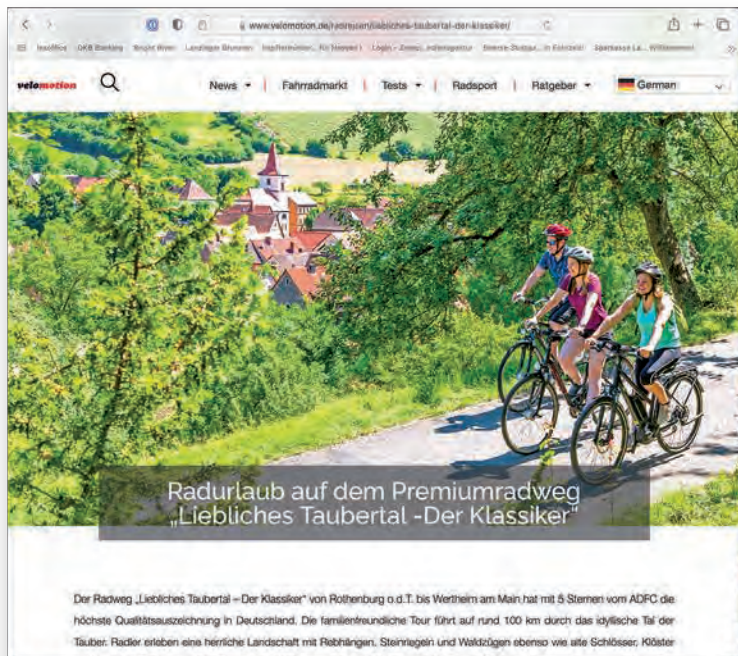 www.velomotion.de/radreisen/liebliches-taubertal-der-klassiker/
velomotion
News
Fahrradmarkt
Tests
Radsport
Ratgeber
German
Radurlaub auf dem Premiumradweg
„Liebliches Taubertal -Der Klassiker“
Der Radweg „Liebliches Taubertal – Der Klassiker“ von Rothenburg o.d.T. bis Wertheim am Main hat mit 5 Sternen vom ADFC die
höchste Qualitätsauszeichnung in Deutschland. Die familienfreundliche Tour führt auf rund 100 km durch das idyllische Tal der
Tauber. Radler erleben eine herrliche Landschaft mit Rebhängen, Steinriegeln und Waldzügen ebenso wie alte Schlösser, Klöster